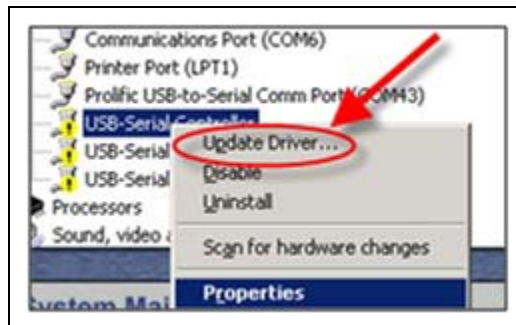 Communications Port (COM6)
Printer Port (LPT1)
Prolific USB-to-Serial Comm Port (COM43)
USB-Serial Controller
USB-Serial
USB-Serial
Processors
Sound, video
Update Driver...
Disable
Uninstall
Scan for hardware changes
Properties